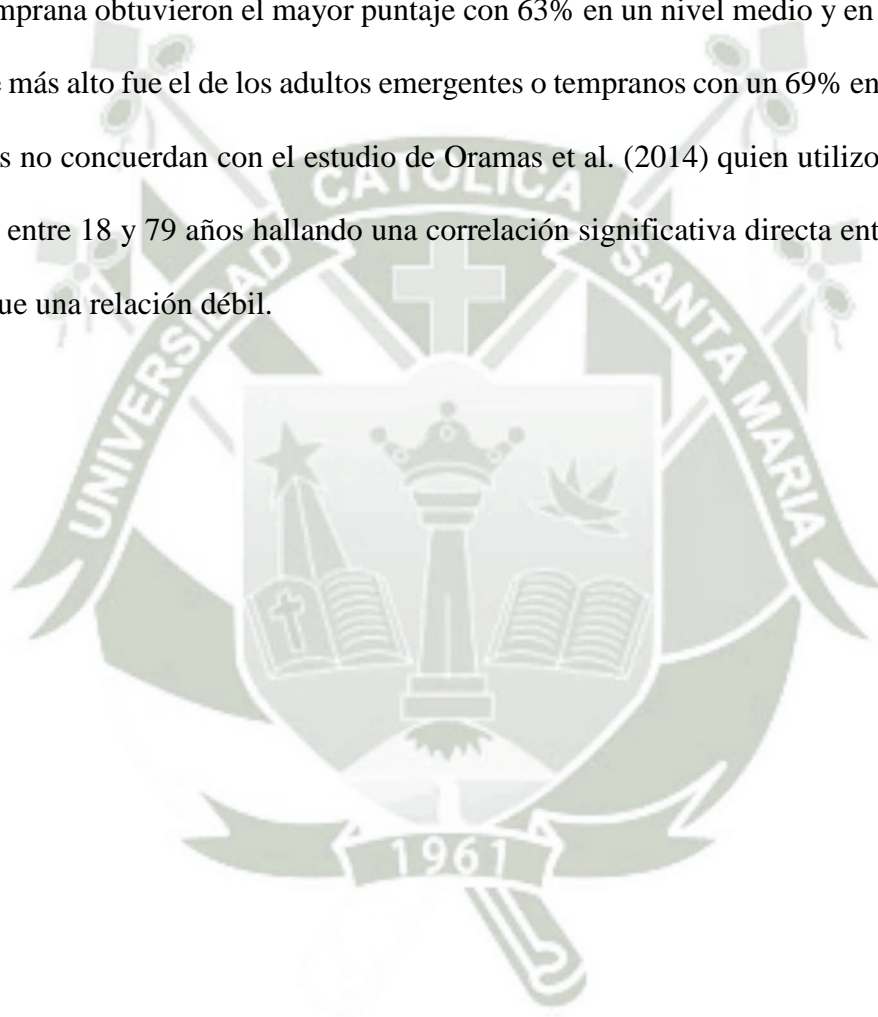 mprana obtuvieron el mayor puntaje con 63% en un nivel medio y en
más alto fue el de los adultos emergentes o tempranos con un 69% en
s no concuerdan con el estudio de Oramas et al. (2014) quien utilizo
entre 18 y 79 años hallando una correlación significativa directa ent
ue una relación débil.
UNIVERSIDAD CATOLICA SANTA MARIA
1961